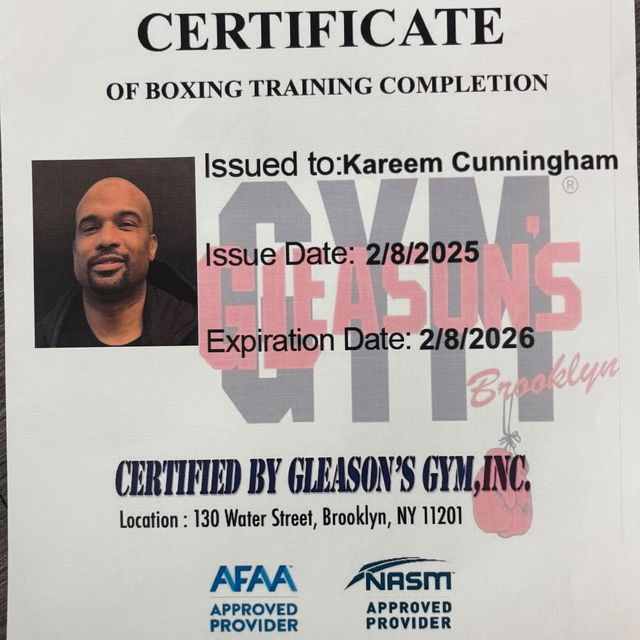 CERTIFICATE
OF BOXING TRAINING COMPLETION
Issued to:Kareem Cunningham
GYM ®
Issue Date: 2/8/2025
GLEASON'S
Expiration Date: 2/8/2026
Brooklyn
CERTIFIED BY GLEASON'S GYM,INC.
Location : 130 Water Street, Brooklyn, NY 11201
AFAA NASM
APPROVED APPROVED
PROVIDER PROVIDER